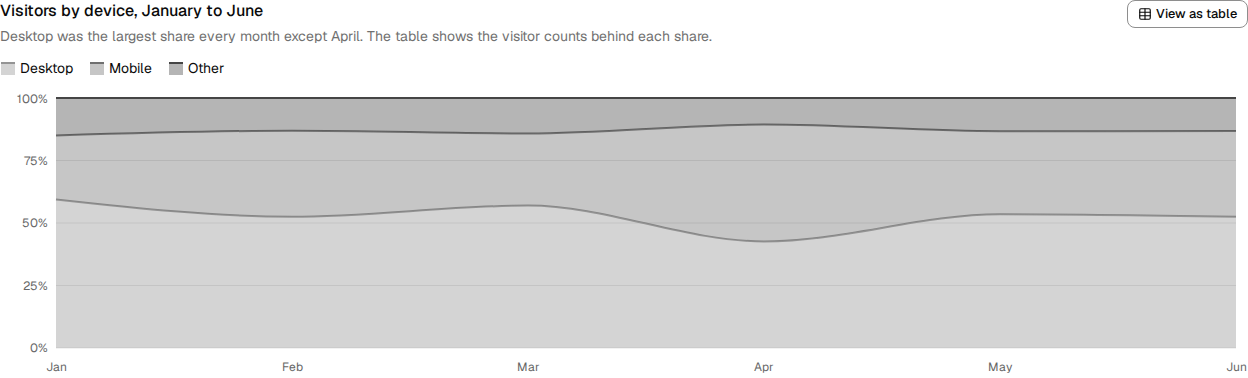 Visitors by device, January to June
View as table
Desktop was the largest share every month except April. The table shows the visitor counts behind each share.
Desktop Mobile Other
100%
75%
50%
25%
0%
Jan Feb Mar Apr May Jun